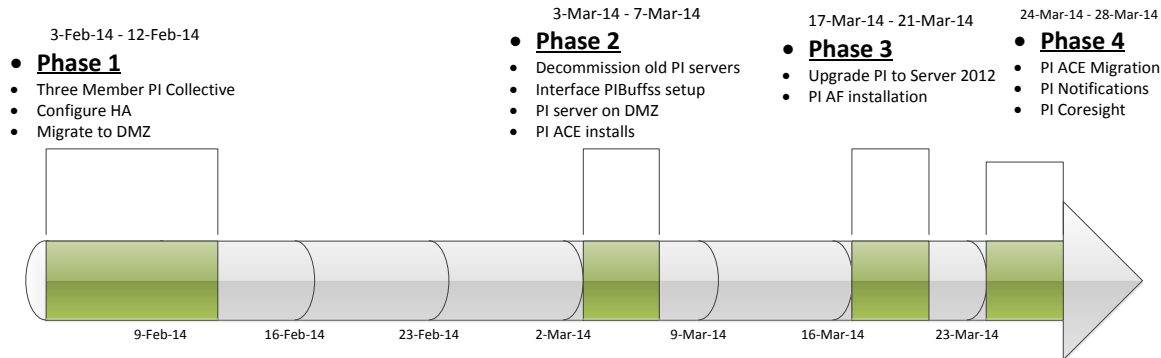 3-Feb-14 - 12-Feb-14
• Phase 1
• Three Member PI Collective
• Configure HA
• Migrate to DMZ
3-Mar-14 - 7-Mar-14
• Phase 2
• Decommission old PI servers
• Interface PIBuffss setup
• PI server on DMZ
• PI ACE installs
17-Mar-14 - 21-Mar-14
• Phase 3
• Upgrade PI to Server 2012
• PI AF installation
24-Mar-14 - 28-Mar-14
• Phase 4
• PI ACE Migration
• PI Notifications
• PI Coresight
9-Feb-14
16-Feb-14
23-Feb-14
2-Mar-14
9-Mar-14
16-Mar-14
23-Mar-14